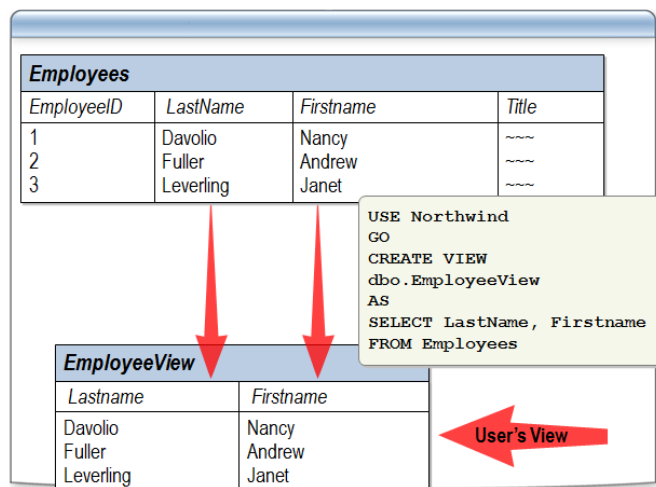 Employees
EmployeeID LastName Firstname Title
1 Davolio Nancy ~~~
2 Fuller Andrew ~~~
3 Leverling Janet ~~~
USE Northwind
GO
CREATE VIEW
dbo.EmployeeView
AS
SELECT LastName, Firstname
FROM Employees
EmployeeView
Lastname Firstname
Davolio Nancy
Fuller Andrew
Leverling Janet
User's View